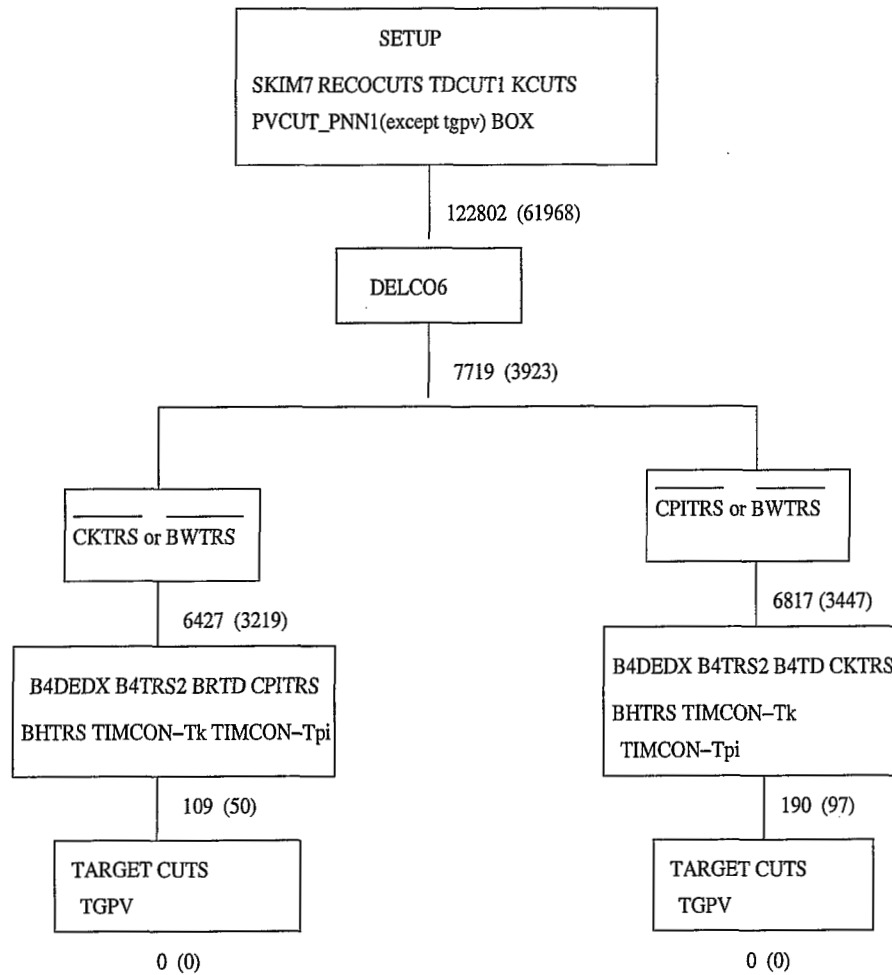 SETUP
SKIM7 RECOCUTS TDCUT1 KCUTS
PVCUT_PNN1(except tgpv) BOX
122802 (61968)
DELCO6
7719 (3923)
CKTRS or BWTRS
6427 (3219)
B4DEDX B4TRS2 BRTD CPITRS
BHTRS TIMCON–Tk TIMCON–Tpi
109 (50)
TARGET CUTS
TGPV
0 (0)
CPITRS or BWTRS
6817 (3447)
B4DEDX B4TRS2 B4TD CKTRS
BHTRS TIMCON–Tk
TIMCON–Tpi
190 (97)
TARGET CUTS
TGPV
0 (0)